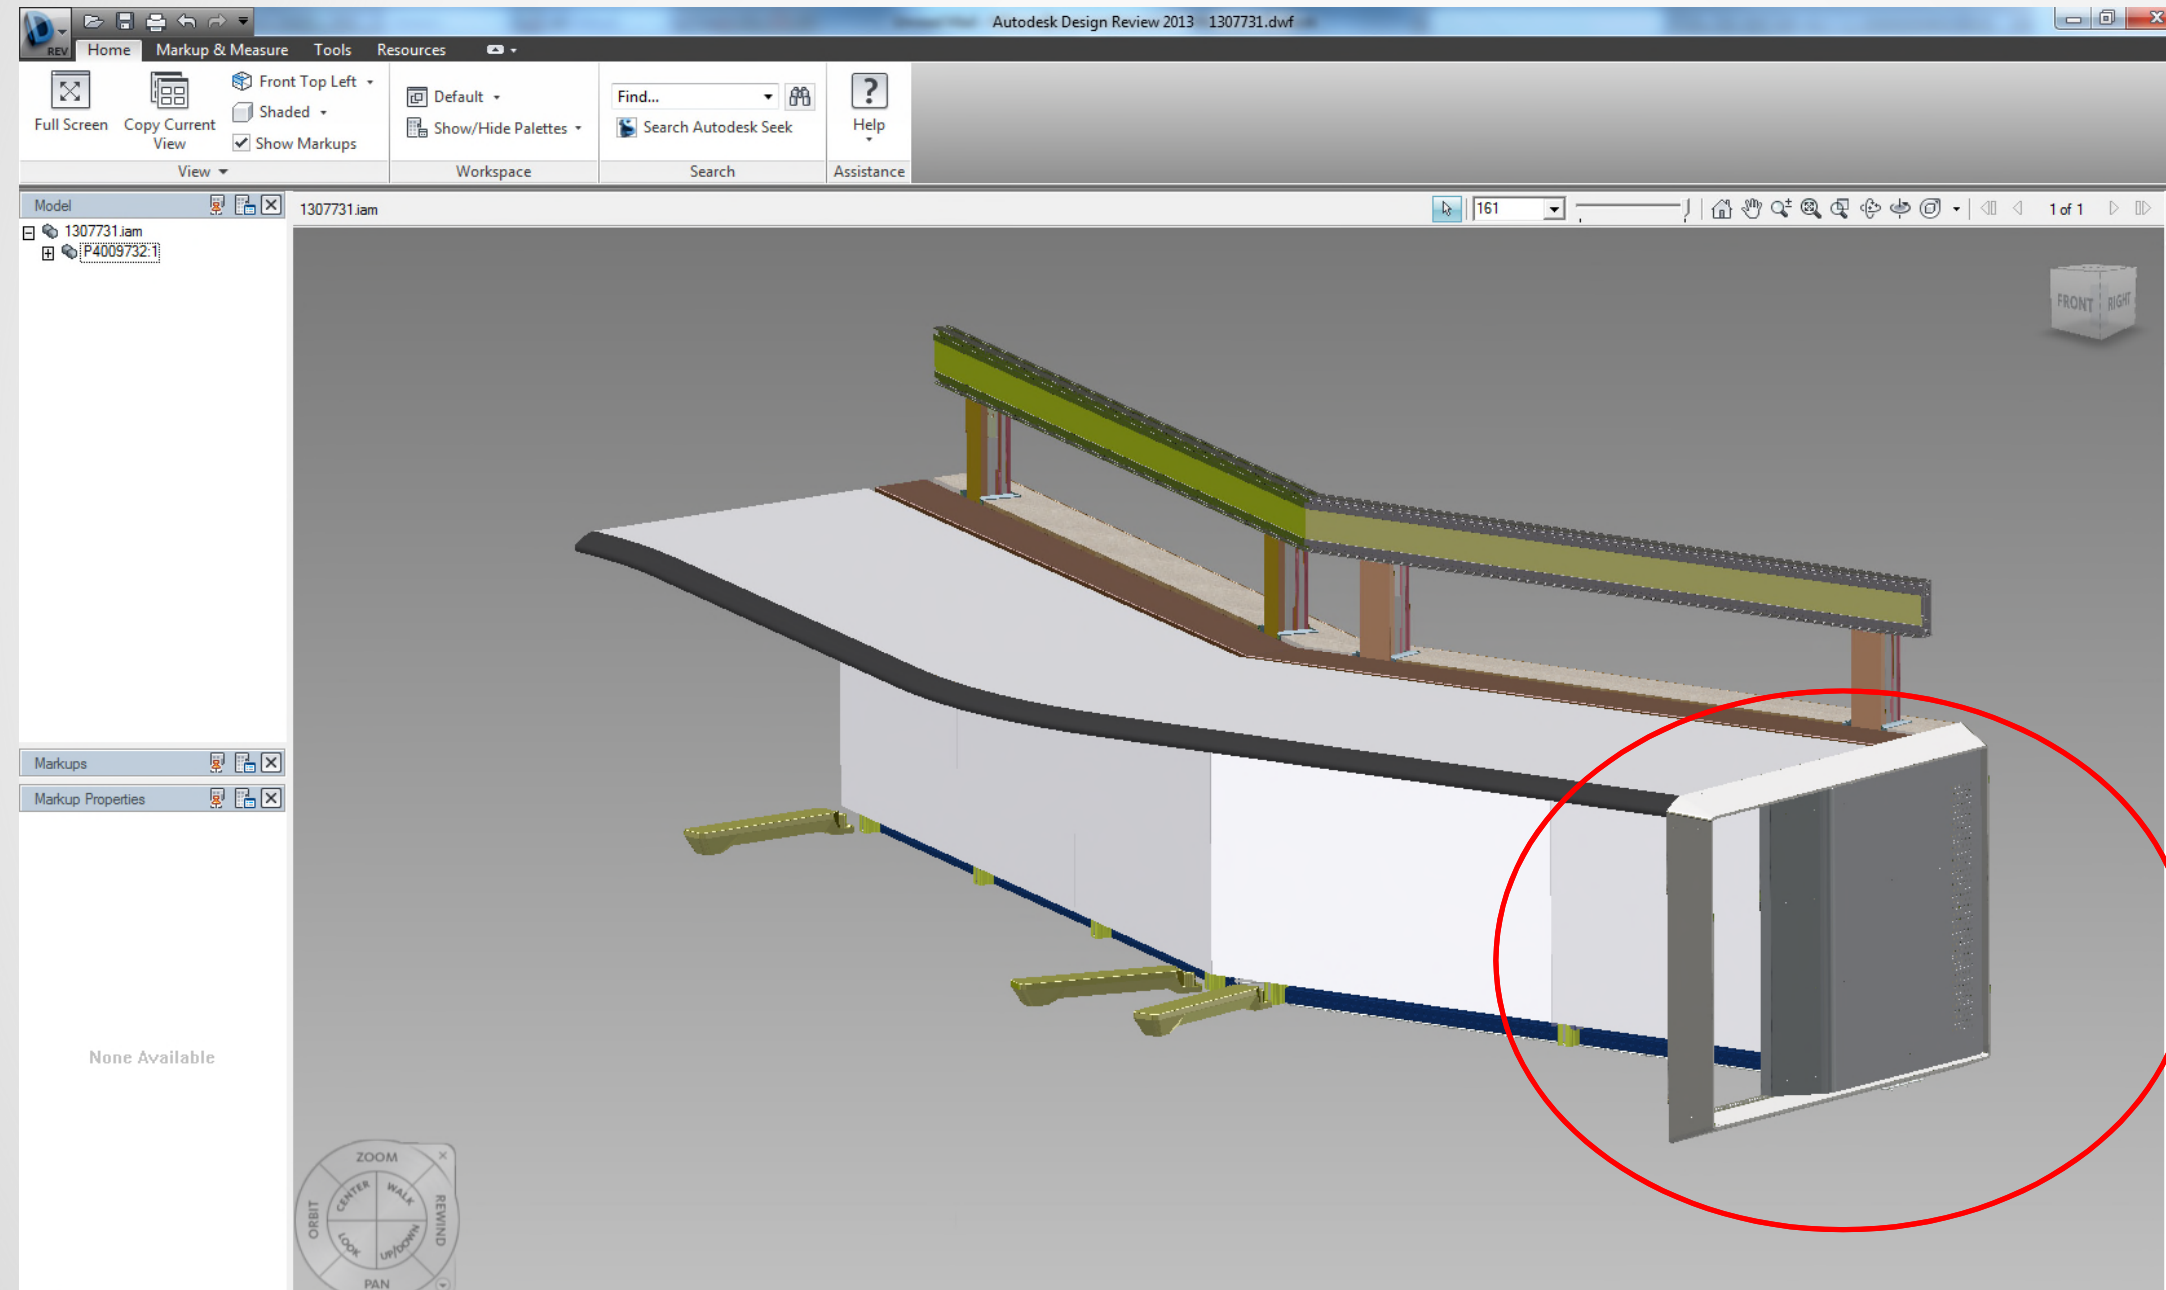 Autodesk Design Review 2013   1307731.dwf
REV
Home   Markup & Measure   Tools   Resources
Full Screen
Copy Current View
Front Top Left
Shaded
Show Markups
View
Default
Show/Hide Palettes
Workspace
Find...
Search Autodesk Seek
Search
?
Help
Assistance
Model
1307731.iam
P4009732:1
1307731.iam
161
1 of 1
FRONT
RIGHT
Markups
Markup Properties
None Available
ZOOM
CENTER
WALK
ORBIT
REWIND
LOOK
UP/DOWN
PAN